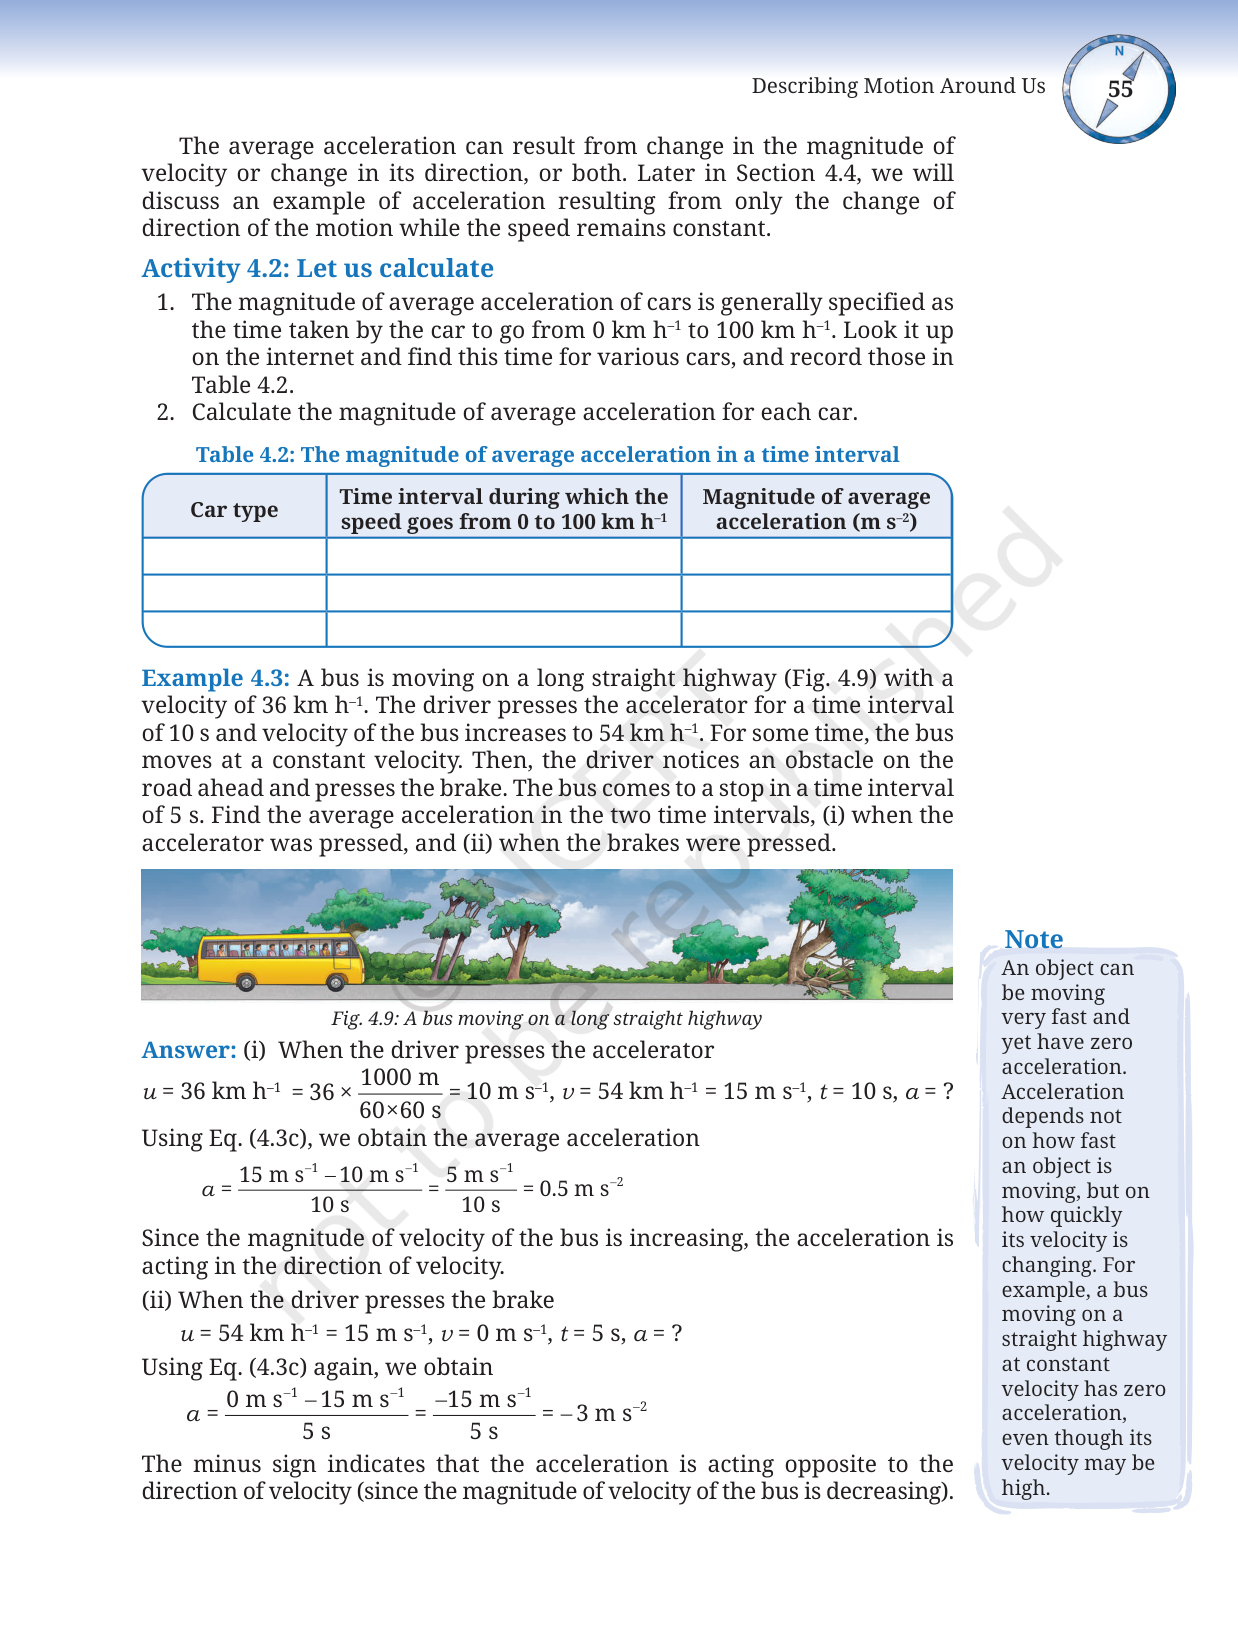 Describing Motion Around Us
N
55
The average acceleration can result from change in the magnitude of
velocity or change in its direction, or both. Later in Section 4.4, we will
discuss an example of acceleration resulting from only the change of
direction of the motion while the speed remains constant.
Activity 4.2: Let us calculate
1. The magnitude of average acceleration of cars is generally specified as
the time taken by the car to go from 0 km h⁻¹ to 100 km h⁻¹. Look it up
on the internet and find this time for various cars, and record those in
Table 4.2.
2. Calculate the magnitude of average acceleration for each car.
Table 4.2: The magnitude of average acceleration in a time interval
Car type | Time interval during which the speed goes from 0 to 100 km h⁻¹ | Magnitude of average acceleration (m s⁻²)
Example 4.3: A bus is moving on a long straight highway (Fig. 4.9) with a
velocity of 36 km h⁻¹. The driver presses the accelerator for a time interval
of 10 s and velocity of the bus increases to 54 km h⁻¹. For some time, the bus
moves at a constant velocity. Then, the driver notices an obstacle on the
road ahead and presses the brake. The bus comes to a stop in a time interval
of 5 s. Find the average acceleration in the two time intervals, (i) when the
accelerator was pressed, and (ii) when the brakes were pressed.
Fig. 4.9: A bus moving on a long straight highway
Answer: (i) When the driver presses the accelerator
u = 36 km h⁻¹ = 36 × 1000 m / 60×60 s = 10 m s⁻¹, v = 54 km h⁻¹ = 15 m s⁻¹, t = 10 s, a = ?
Using Eq. (4.3c), we obtain the average acceleration
a = 15 m s⁻¹ – 10 m s⁻¹ / 10 s = 5 m s⁻¹ / 10 s = 0.5 m s⁻²
Since the magnitude of velocity of the bus is increasing, the acceleration is
acting in the direction of velocity.
(ii) When the driver presses the brake
u = 54 km h⁻¹ = 15 m s⁻¹, v = 0 m s⁻¹, t = 5 s, a = ?
Using Eq. (4.3c) again, we obtain
a = 0 m s⁻¹ – 15 m s⁻¹ / 5 s = –15 m s⁻¹ / 5 s = – 3 m s⁻²
The minus sign indicates that the acceleration is acting opposite to the
direction of velocity (since the magnitude of velocity of the bus is decreasing).
Note
An object can
be moving
very fast and
yet have zero
acceleration.
Acceleration
depends not
on how fast
an object is
moving, but on
how quickly
its velocity is
changing. For
example, a bus
moving on a
straight highway
at constant
velocity has zero
acceleration,
even though its
velocity may be
high.
© NCERT
not to be republished